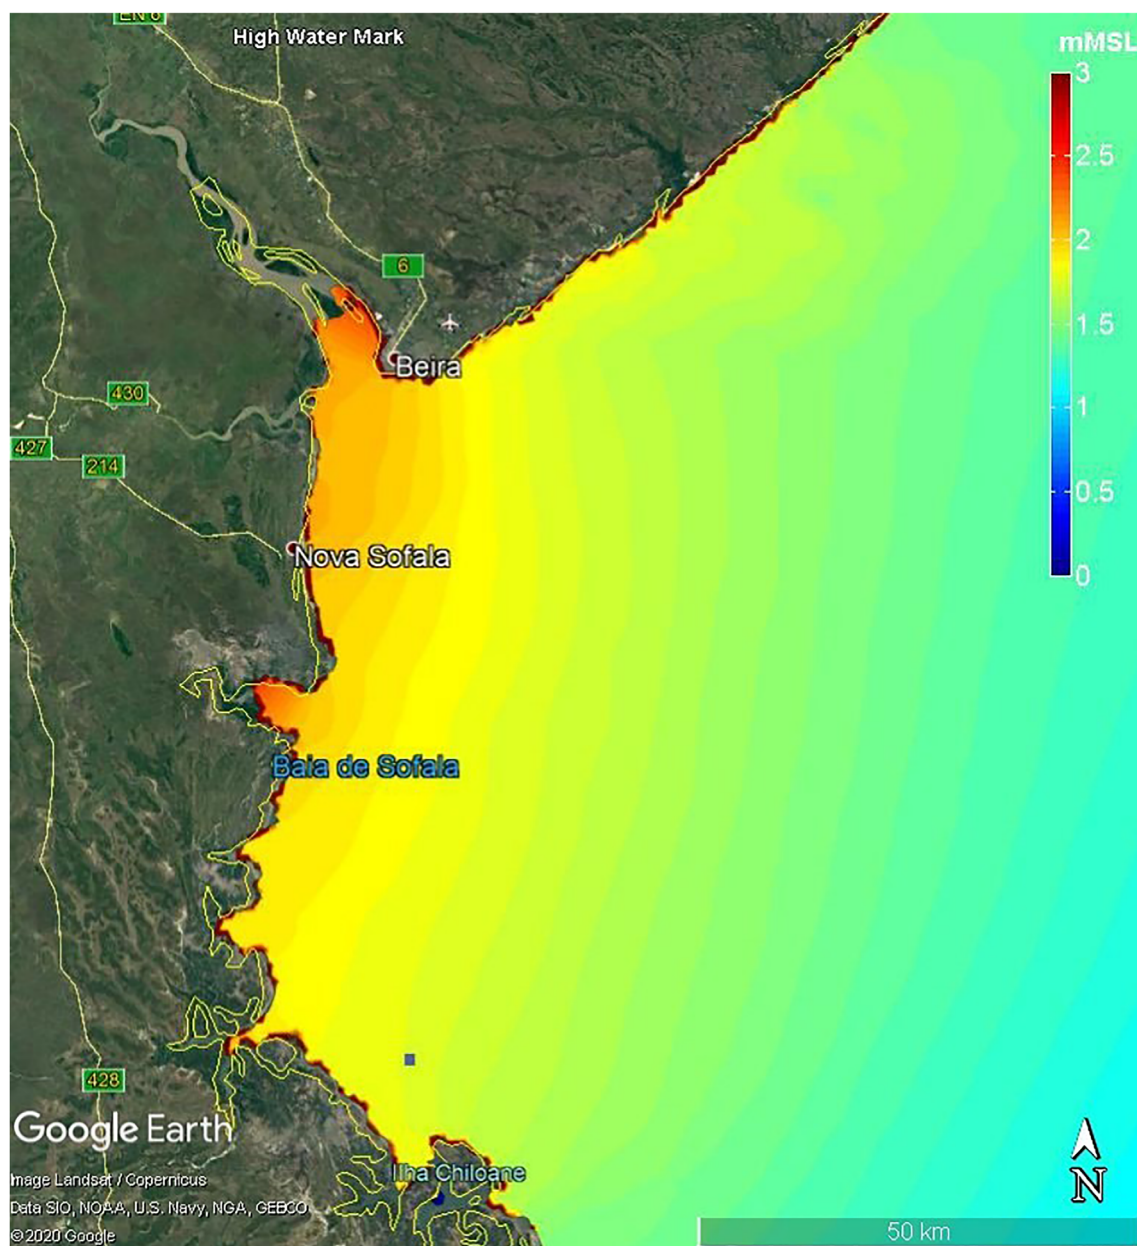 EN 6
High Water Mark
mMSL
3
2.5
2
1.5
1
0.5
0
6
Beira
430
427
214
Nova Sofala
Baia de Sofala
428
Google Earth
Ilha Chiloane
Image Landsat / Copernicus
Data SIO, NOAA, U.S. Navy, NGA, GEBCO
©2020 Google
N
50 km